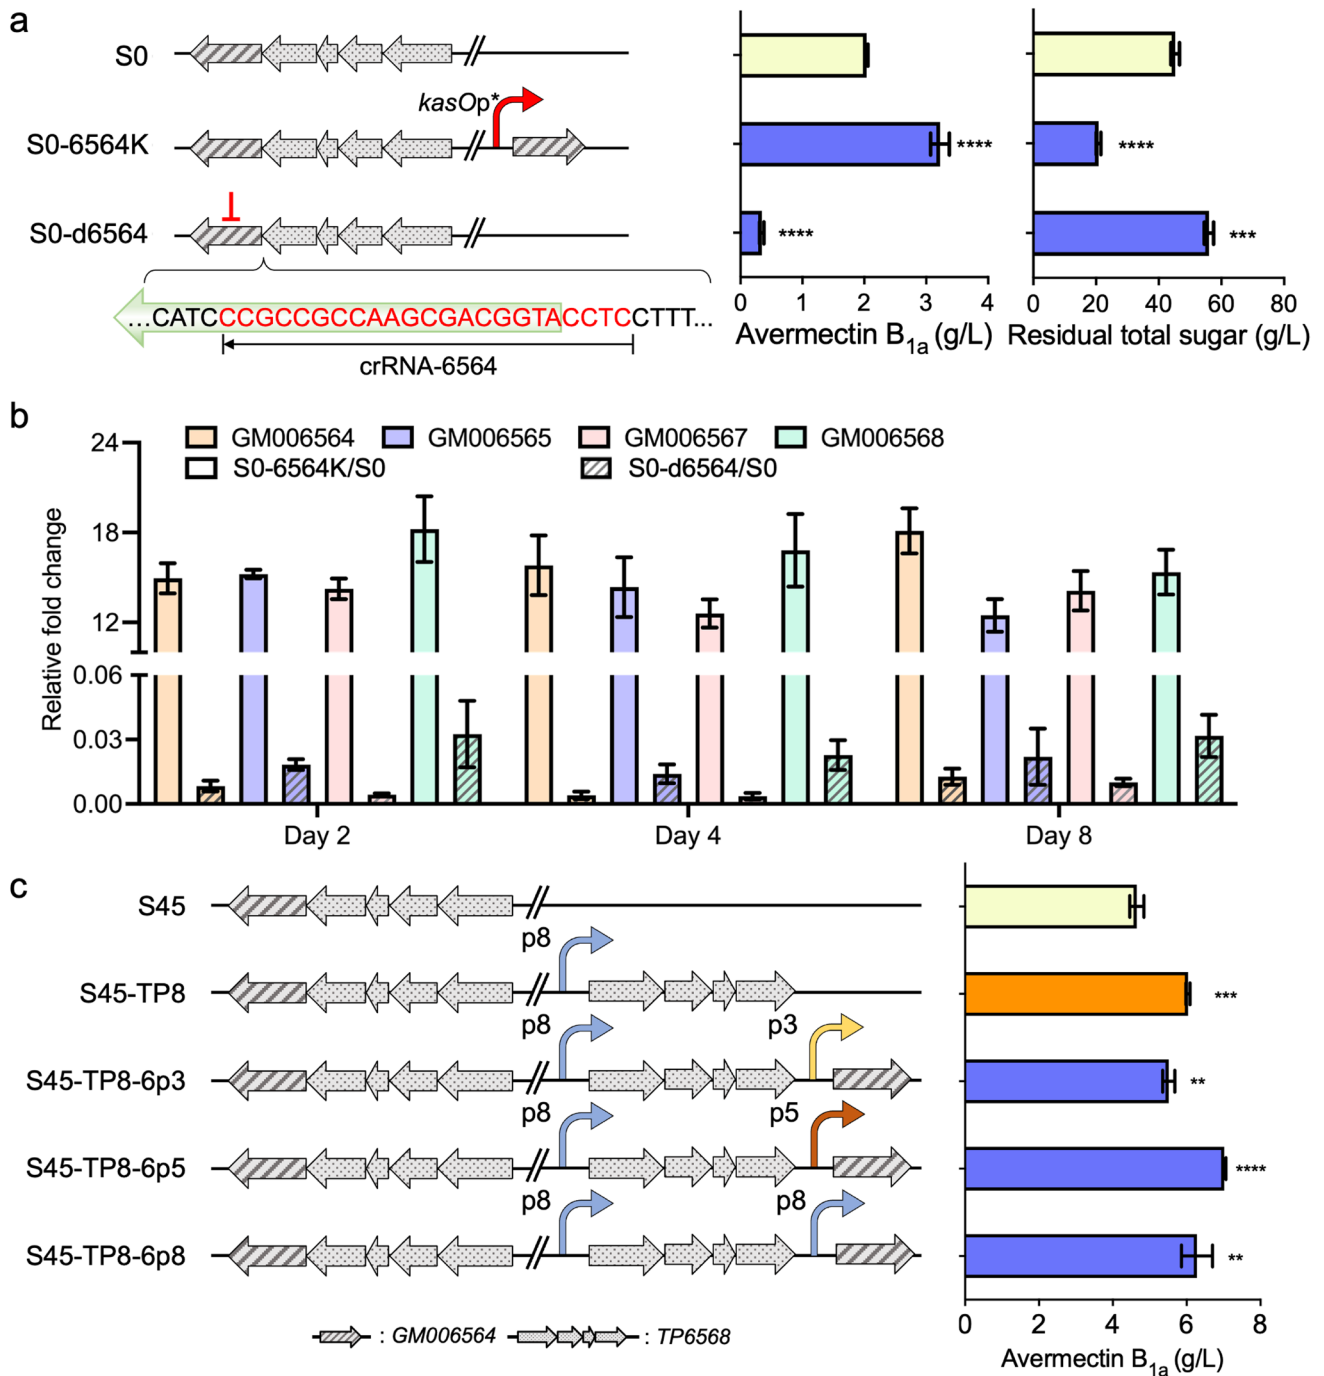 a
S0
S0-6564K
kasOp*
S0-d6564
...CATCCCGCCGCCAAGCGACGGTACCTCCTTT...
crRNA-6564
****
****
0 1 2 3 4
Avermectin B1a (g/L)
****
***
0 20 40 60 80
Residual total sugar (g/L)
b
GM006564 GM006565 GM006567 GM006568
S0-6564K/S0 S0-d6564/S0
Relative fold change
24
18
12
0.06
0.03
0.00
Day 2 Day 4 Day 8
c
S45
S45-TP8 p8
S45-TP8-6p3 p8 p3
S45-TP8-6p5 p8 p5
S45-TP8-6p8 p8 p8
: GM006564 : TP6568
***
**
****
**
0 2 4 6 8
Avermectin B1a (g/L)